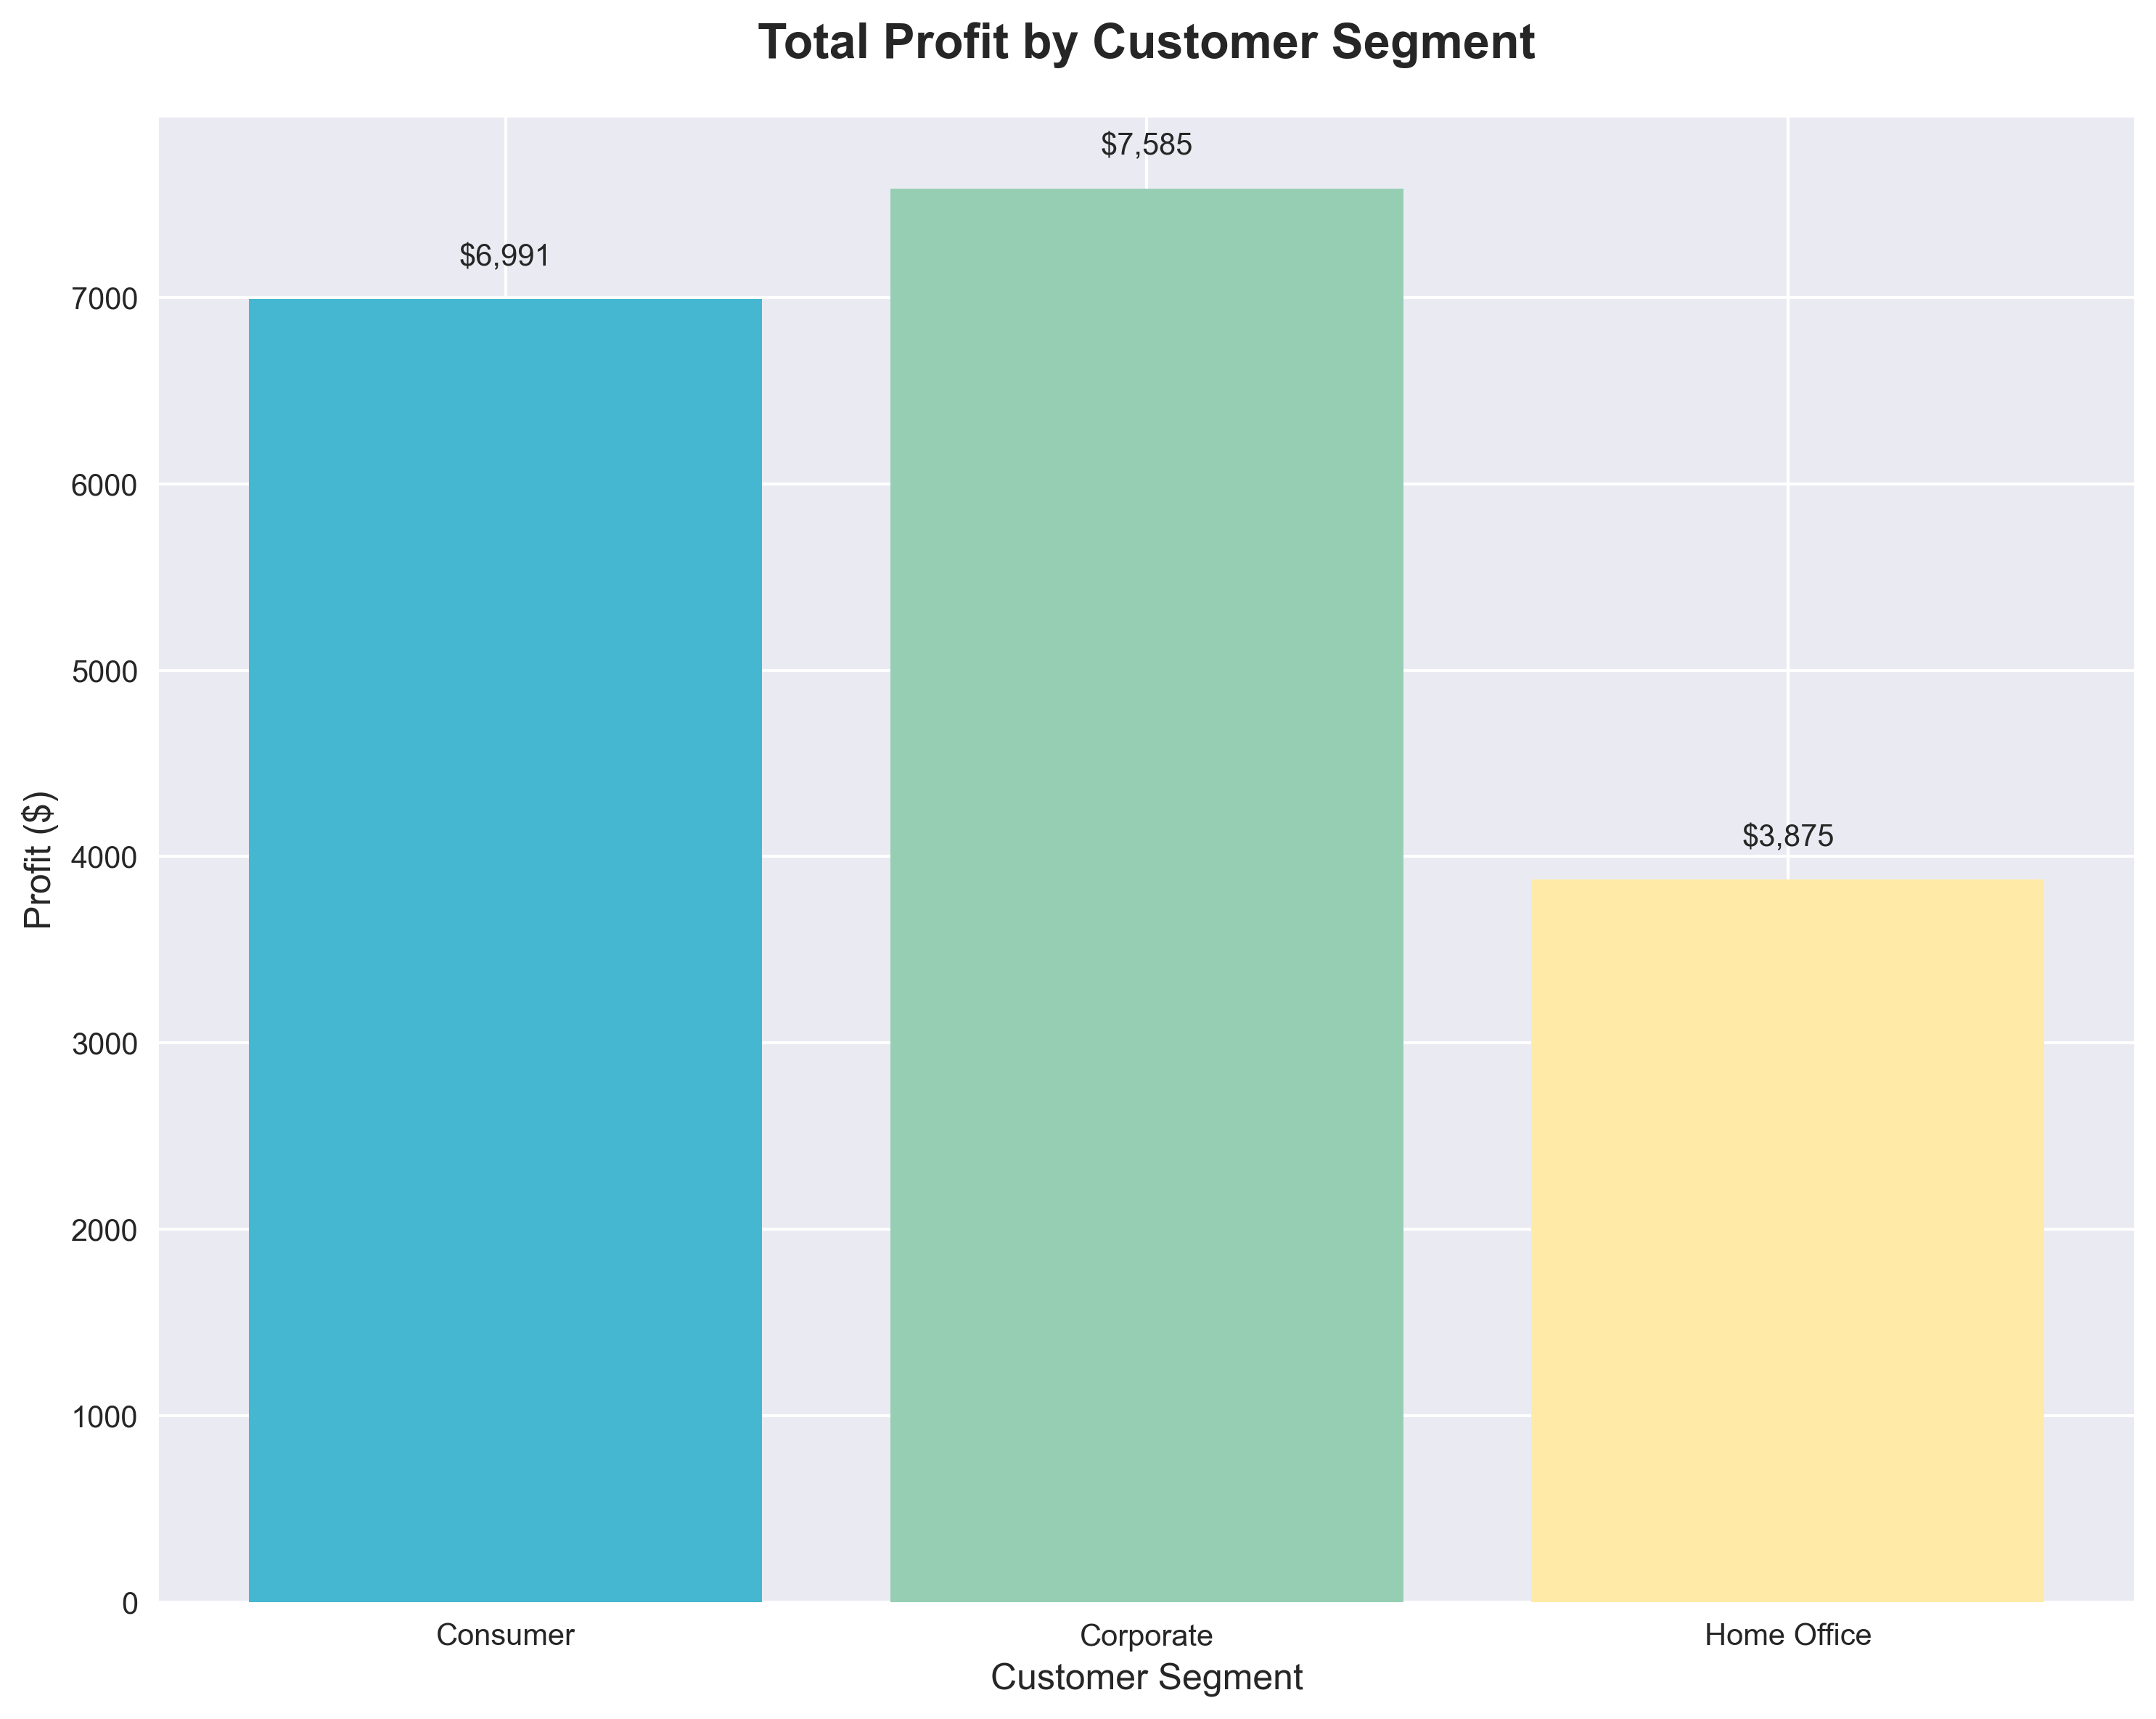 Total Profit by Customer Segment
$7,585
$6,991
7000
6000
5000
$3,875
4000
Profit ($)
3000
2000
1000
0
Consumer
Corporate
Home Office
Customer Segment